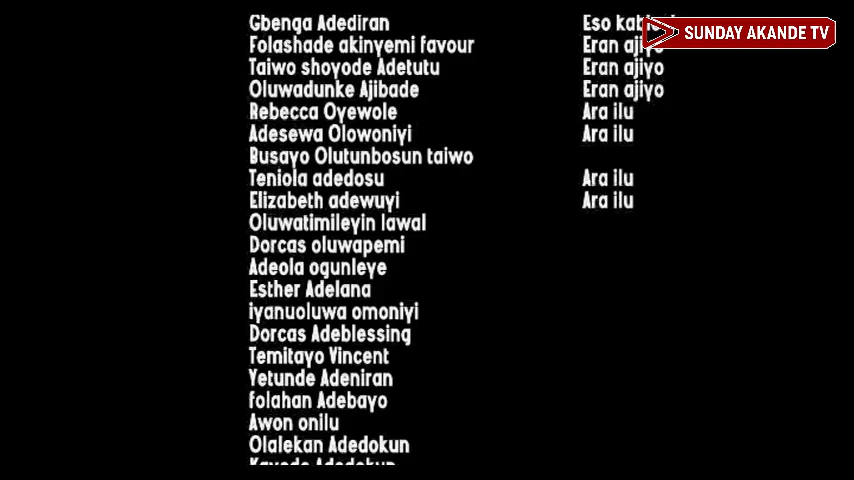 Gbenga Adediran Eso
SUNDAY AKANDE TV
Folashade akinyemi favour Eran ajiyo
Taiwo shoyode Adetutu Eran ajiyo
Oluwadunke Ajibade Eran ajiyo
Rebecca Oyewole Ara ilu
Adesewa Olowoniyi Ara ilu
Busayo Olutunbosun taiwo
Teniola adedosu Ara ilu
Elizabeth adewuyi Ara ilu
Oluwatimileyin lawal
Dorcas oluwapemi
Adeola ogunleye
Esther Adelana
iyanuoluwa omoniyi
Dorcas Adeblessing
Temitayo Vincent
Yetunde Adeniran
folahan Adebayo
Awon onilu
Olalekan Adedokun
Kayode Adedokun